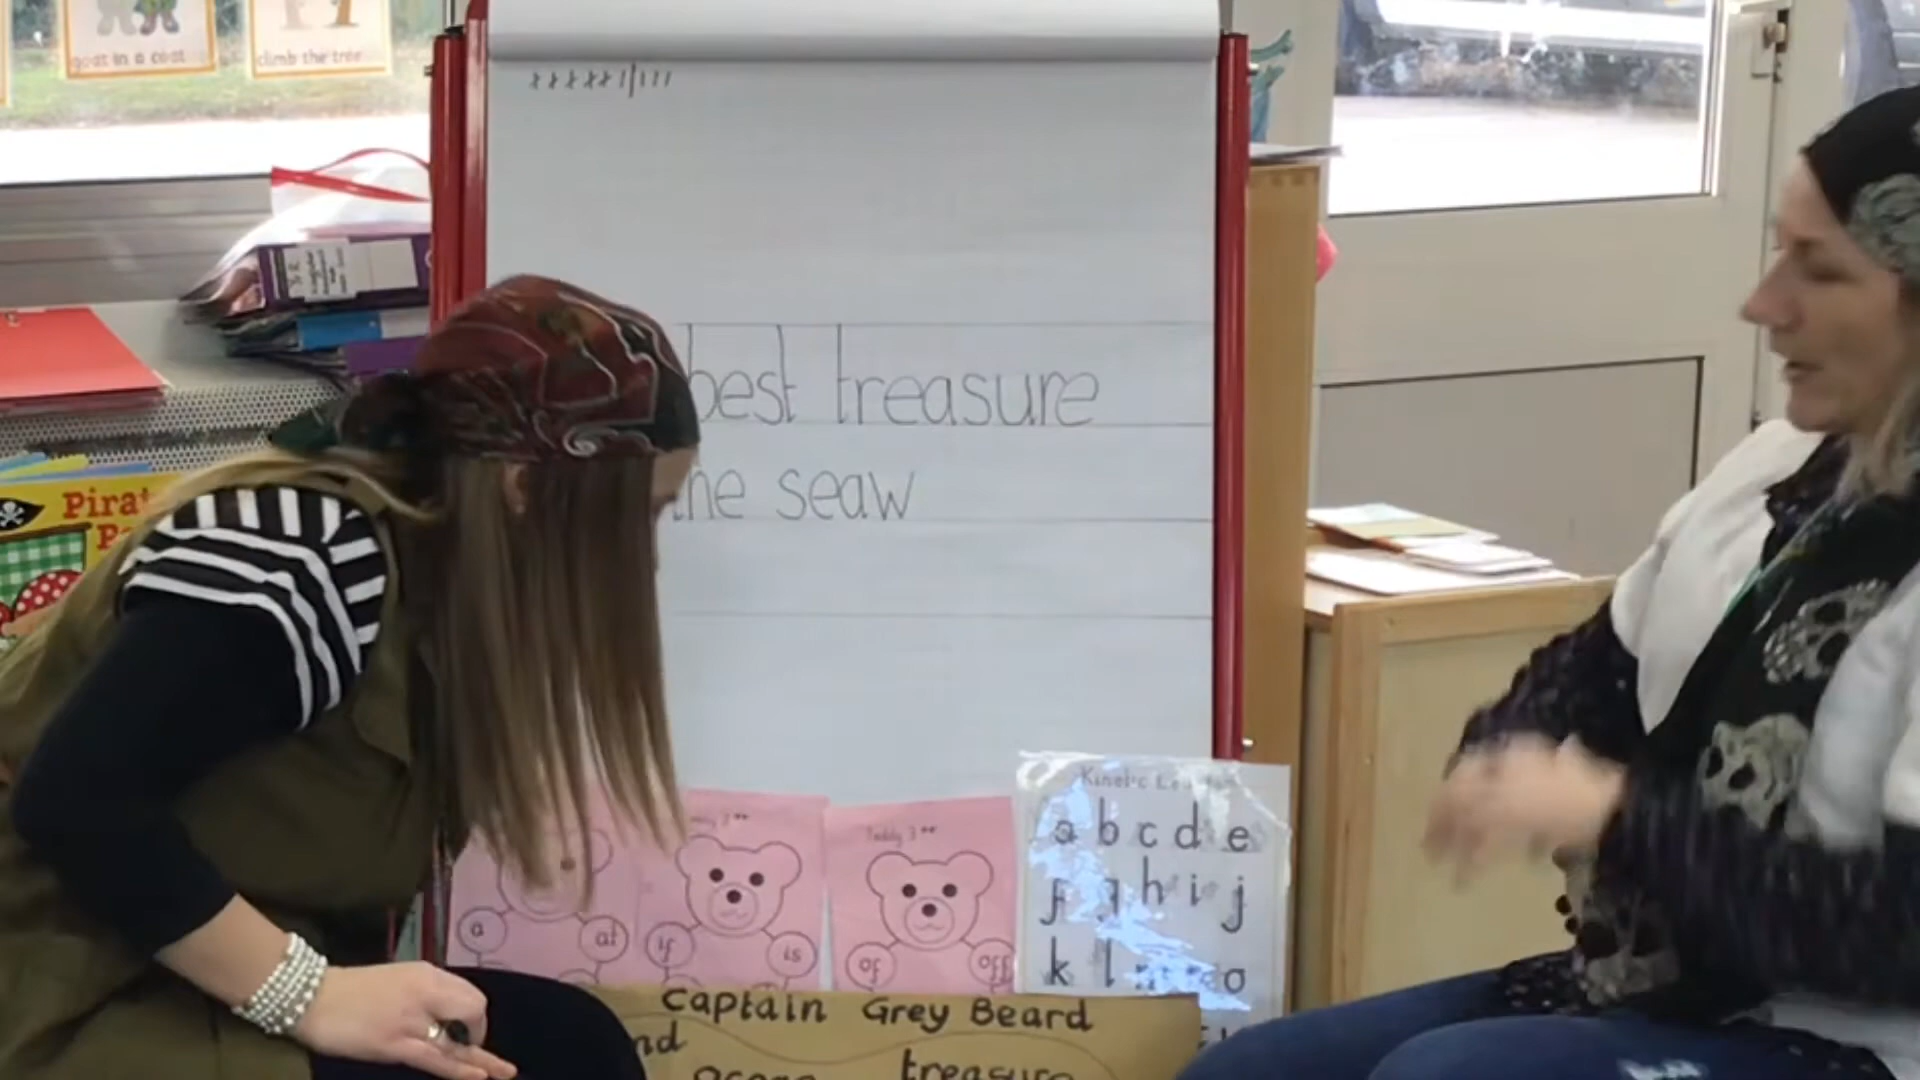 goat in a coat
climb the tree
best treasure
the seaw
Pirat
Teddy 3
a
at
if
is
of
off
Kinetic
a b c d e
f g h i j
k l o
Captain Grey Beard
nd
ocean treasure